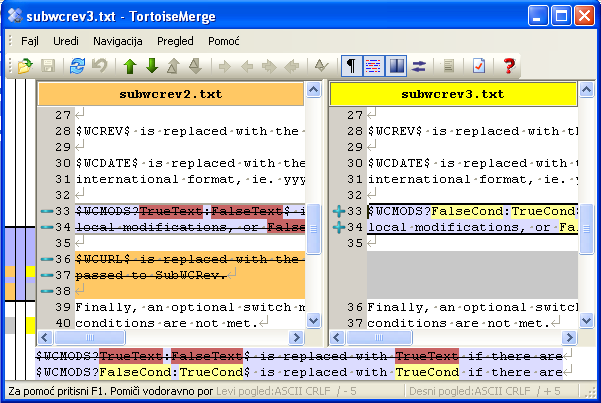 subwcrev3.txt - TortoiseMerge
Fajl Uredi Navigacija Pregled Pomoć
subwcrev2.txt
27
28 $WCREV$ is replaced with the
29
30 $WCDATE$ is replaced with the
31 international format, ie. yyy
32
33 $WCMODS?TrueText:FalseText$ i
34 local modifications, or False
35
36 $WCURL$ is replaced with the
37 passed to SubWCRev.
38
39 Finally, an optional switch m
40 conditions are not met.
subwcrev3.txt
27
28 $WCREV$ is replaced with th
29
30 $WCDATE$ is replaced with the
31 international format, ie. yyy
32
33 $WCMODS?FalseCond:TrueCond$
34 local modifications, or Fa
35
36 Finally, an optional switch
37 conditions are not met.
$WCMODS?TrueText:FalseText$ is replaced with TrueText if there are
$WCMODS?FalseCond:TrueCond$ is replaced with TrueCond if there are
Za pomoć pritisni F1. Pomiči vodoravno por Levi pogled:ASCII CRLF / - 5 Desni pogled:ASCII CRLF / + 5